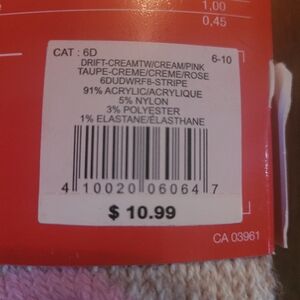 1,00
0,45
CAT : 6D
6-10
DRIFT-CREAMTW/CREAM/PINK
TAUPE-CREME/CREME/ROSE
6DUDWRF8-STRIPE
91% ACRYLIC/ACRYLIQUE
5% NYLON
3% POLYESTER
1% ELASTANE/ÉLASTHANE
4 10020 06064 7
$ 10.99
CA 03961